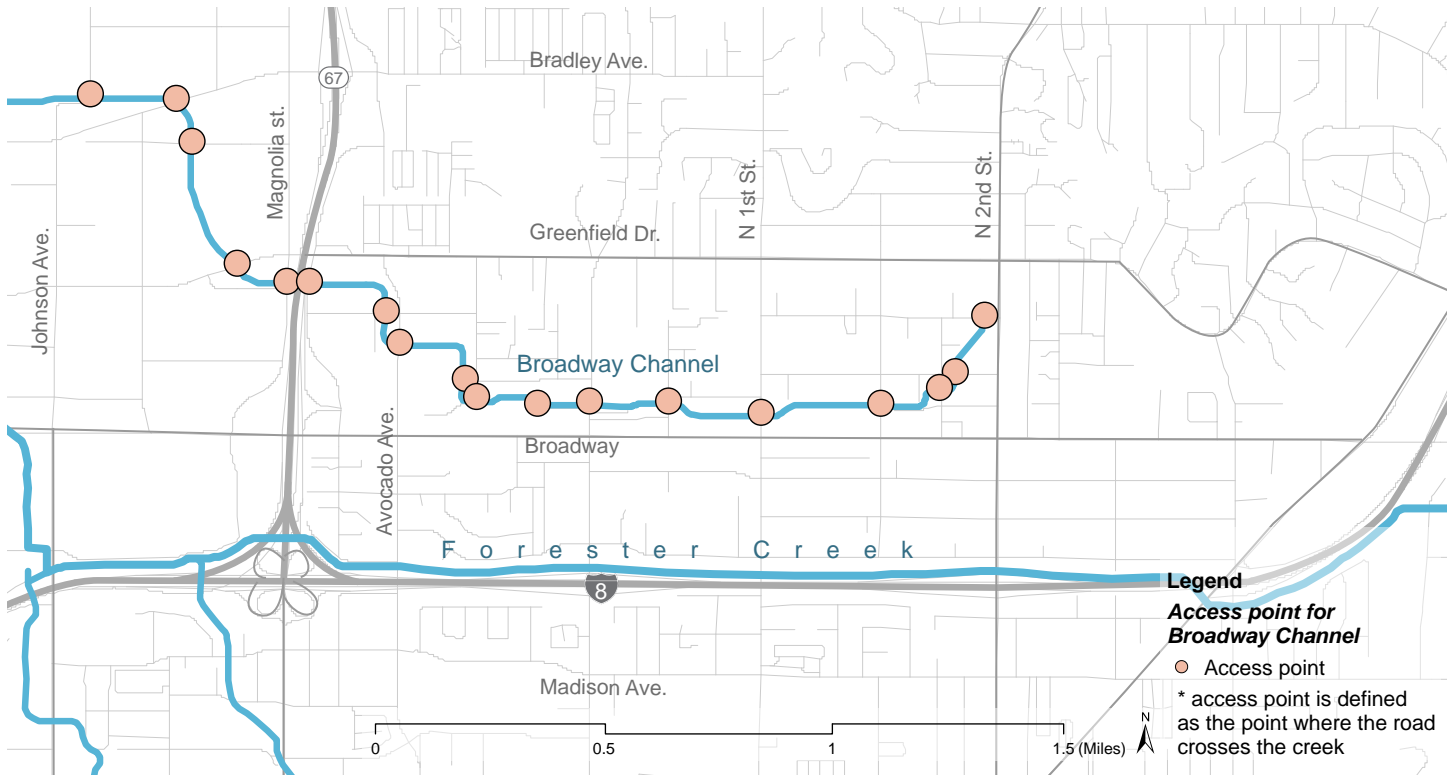 Bradley Ave.
67
Magnolia st.
N 1st St.
N 2nd St.
Greenfield Dr.
Johnson Ave.
Broadway Channel
Avocado Ave.
Broadway
Forester Creek
8
Madison Ave.
Legend
Access point for
Broadway Channel
Access point
* access point is defined
as the point where the road
crosses the creek
N
0 0.5 1 1.5 (Miles)